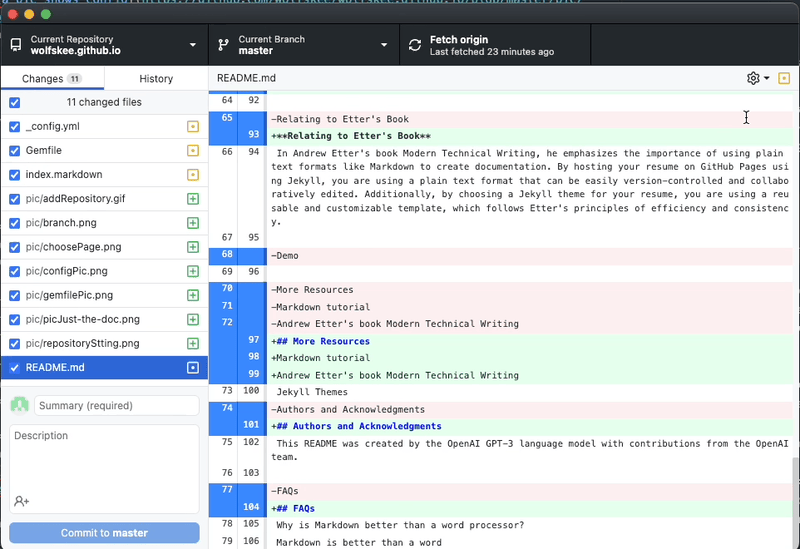 Current Repository
wolfskee.github.io
Current Branch
master
Fetch origin
Last fetched 23 minutes ago
Changes 11
History
README.md
11 changed files
_config.yml
Gemfile
index.markdown
pic/addRepository.gif
pic/branch.png
pic/choosePage.png
pic/configPic.png
pic/gemfilePic.png
pic/picJust-the-doc.png
pic/repositoryStting.png
README.md
Summary (required)
Description
Commit to master
64 92
65 -Relating to Etter's Book
93 +**Relating to Etter's Book**
66 94 In Andrew Etter's book Modern Technical Writing, he emphasizes the importance of using plain
text formats like Markdown to create documentation. By hosting your resume on GitHub Pages usi
ng Jekyll, you are using a plain text format that can be easily version-controlled and collabo
ratively edited. Additionally, by choosing a Jekyll theme for your resume, you are using a reu
sable and customizable template, which follows Etter's principles of efficiency and consistenc
y.
67 95
68 -Demo
69 96
70 -More Resources
71 -Markdown tutorial
72 -Andrew Etter's book Modern Technical Writing
97 +## More Resources
98 +Markdown tutorial
99 +Andrew Etter's book Modern Technical Writing
73 100 Jekyll Themes
74 -Authors and Acknowledgments
101 +## Authors and Acknowledgments
75 102 This README was created by the OpenAI GPT-3 language model with contributions from the OpenAI
team.
76 103
77 -FAQs
104 +## FAQs
78 105 Why is Markdown better than a word processor?
79 106 Markdown is better than a word